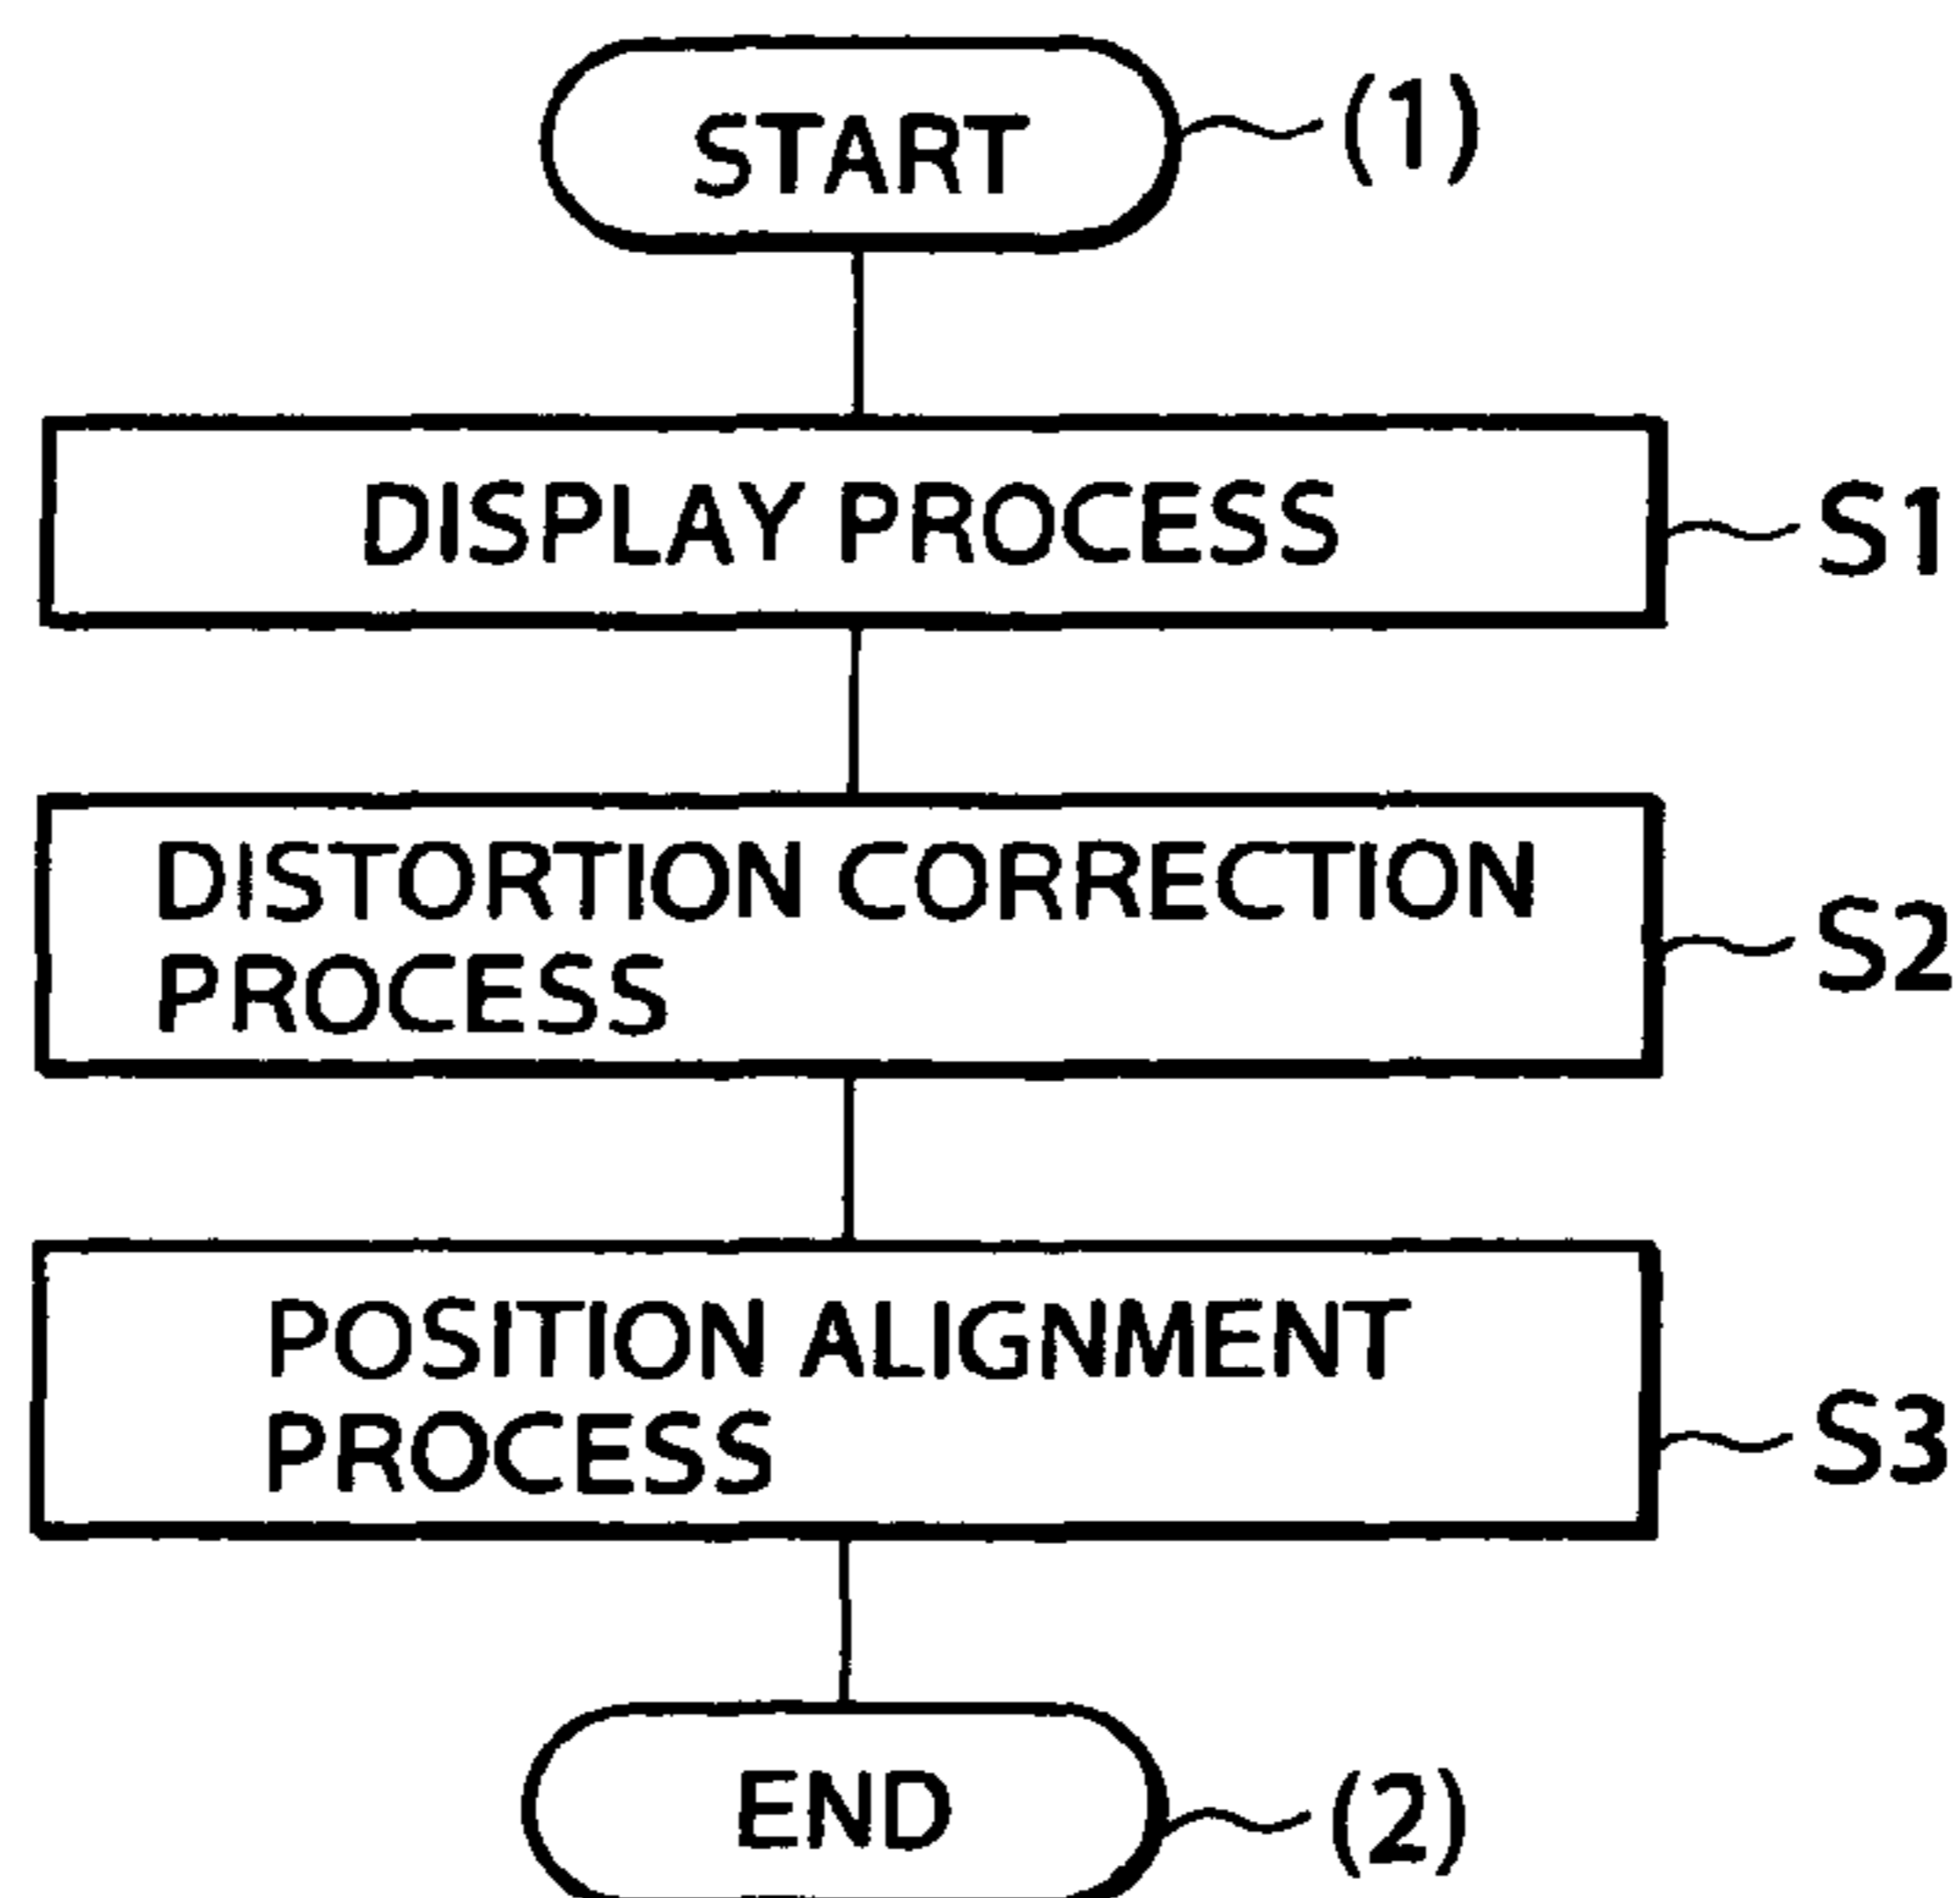 START (1)
DISPLAY PROCESS S1
DISTORTION CORRECTION
PROCESS S2
POSITION ALIGNMENT
PROCESS S3
END (2)